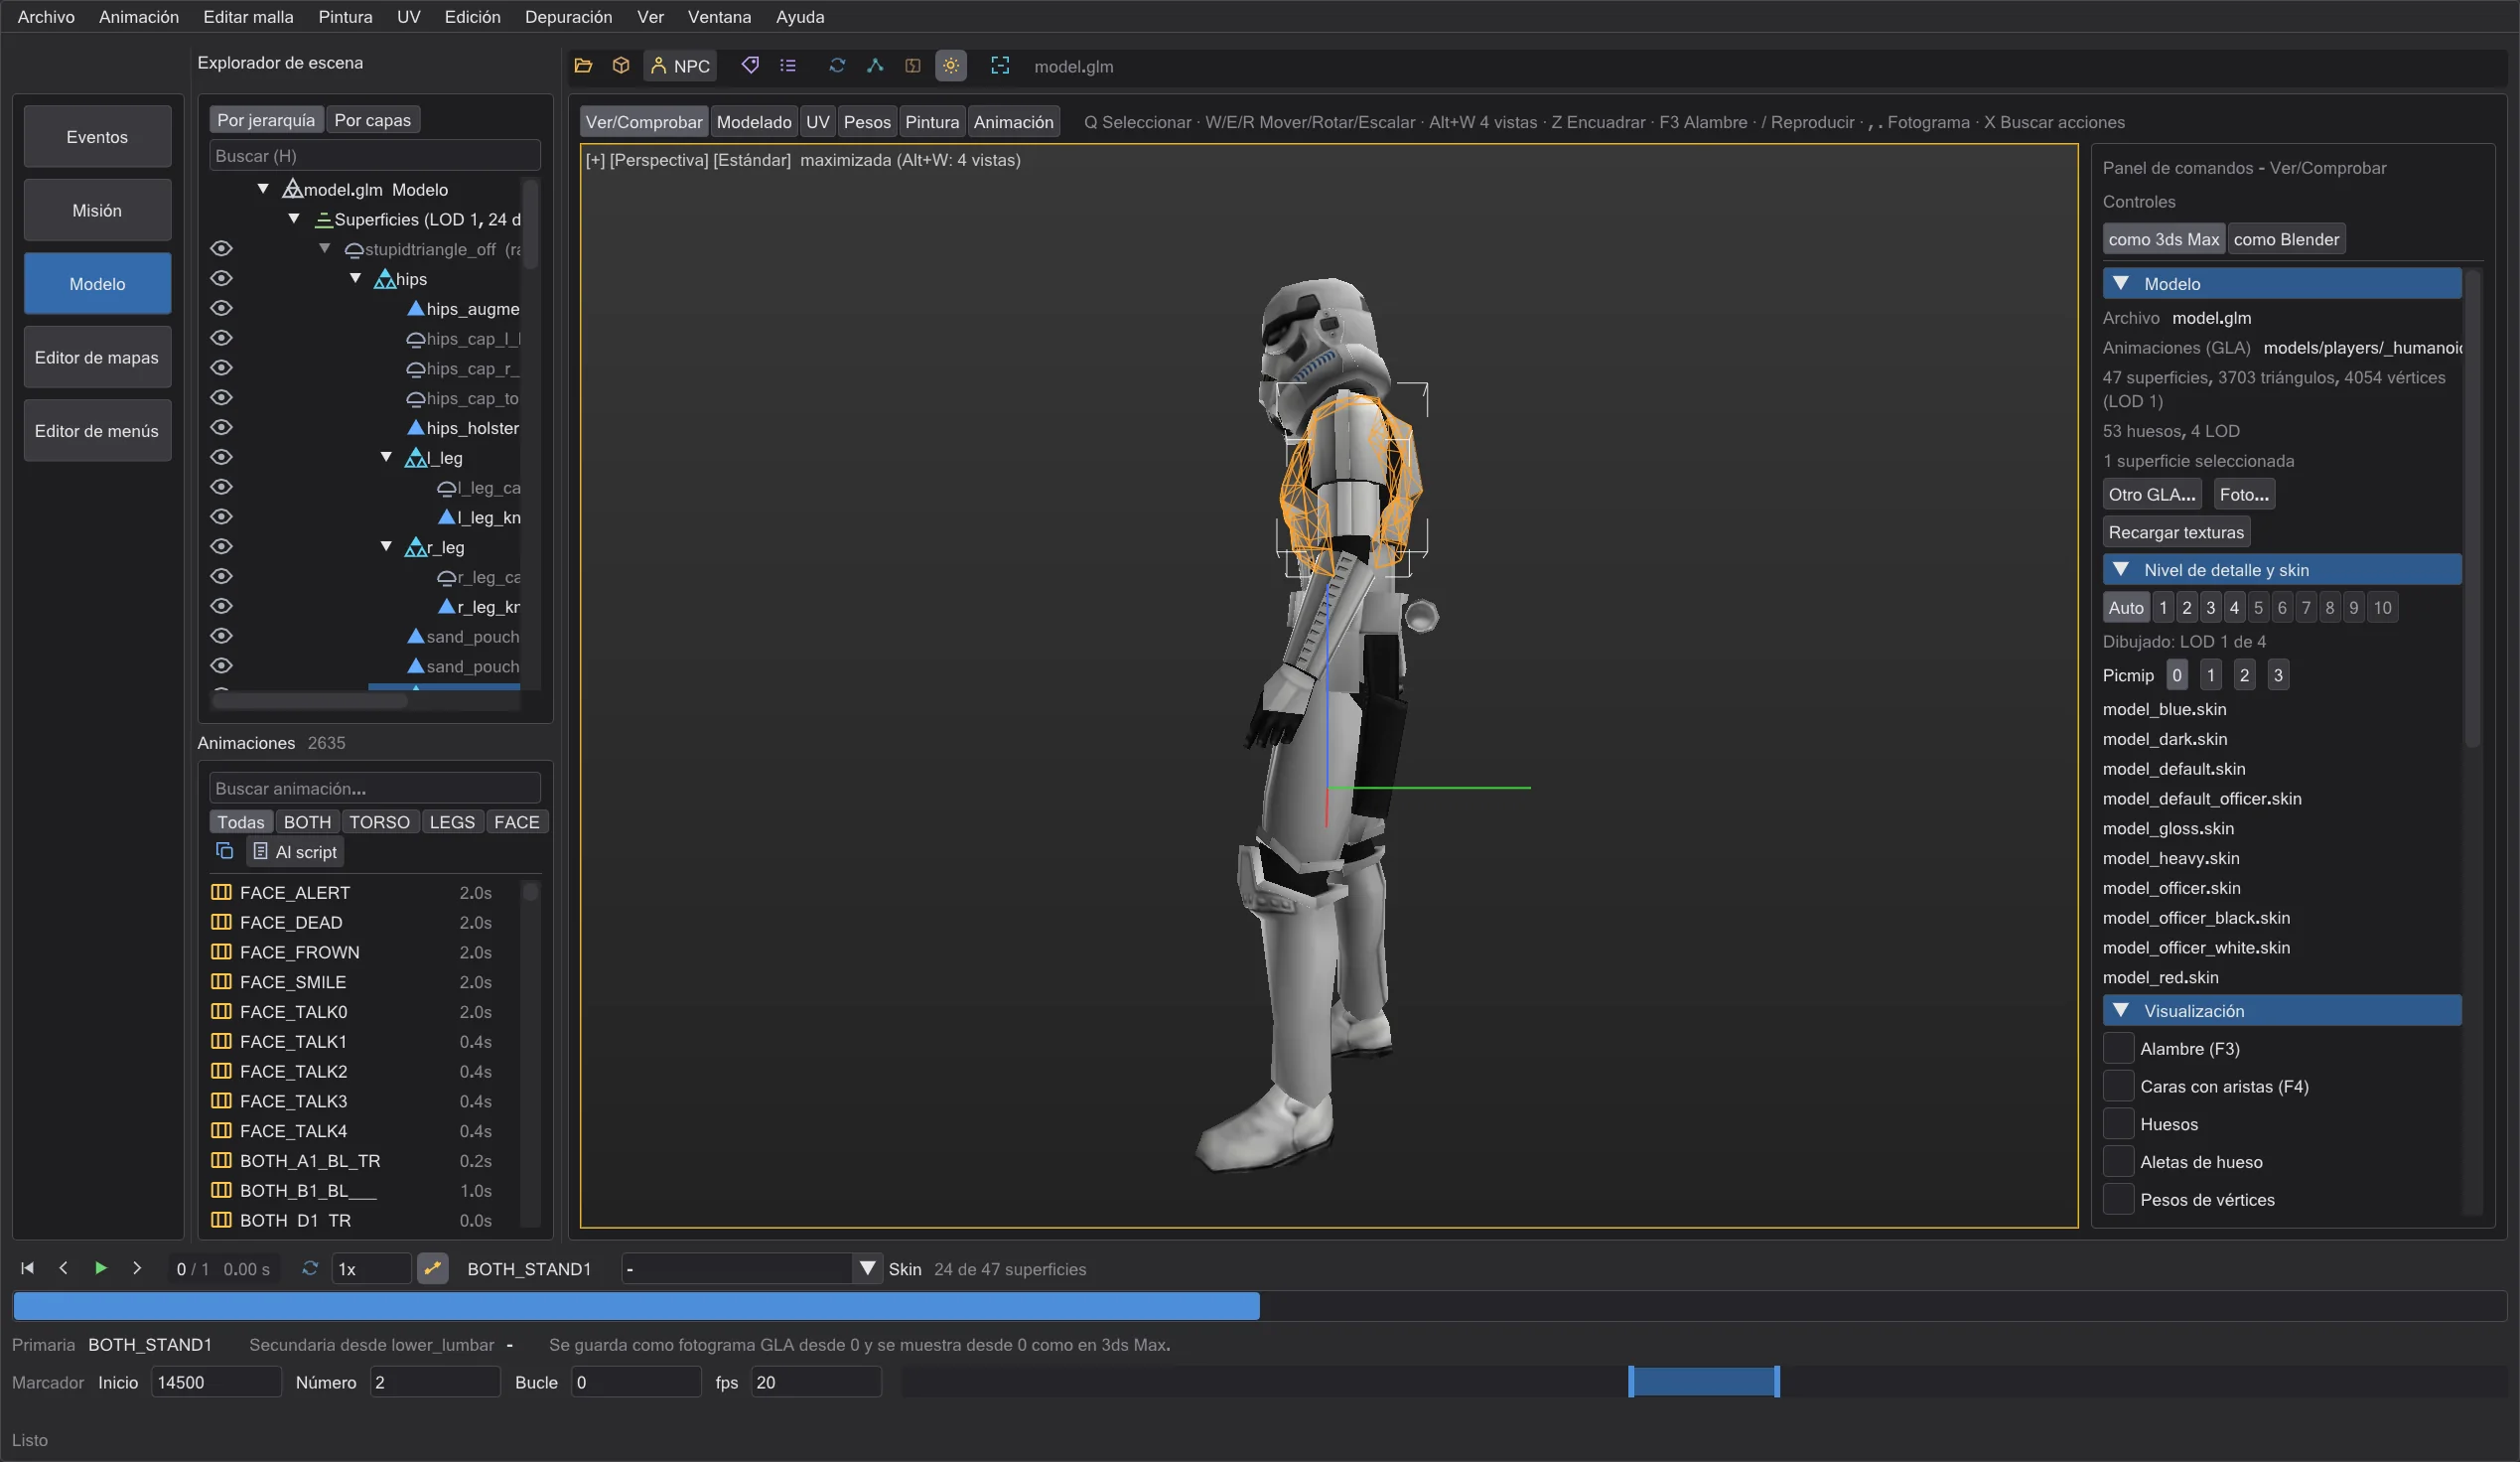 Archivo Animación Editar malla Pintura UV Edición Depuración Ver Ventana Ayuda
Explorador de escena
NPC model.glm
Eventos
Misión
Modelo
Editor de mapas
Editor de menús
Por jerarquía Por capas
Buscar (H)
model.glm Modelo
Superficies (LOD 1, 24 d
stupidtriangle_off (ra
hips
hips_augme
hips_cap_l_l
hips_cap_r_
hips_cap_to
hips_holster
l_leg
l_leg_ca
l_leg_kn
r_leg
r_leg_ca
r_leg_kn
sand_pouch
sand_pouch
Animaciones 2635
Buscar animación...
Todas BOTH TORSO LEGS FACE
Al script
FACE_ALERT 2.0s
FACE_DEAD 2.0s
FACE_FROWN 2.0s
FACE_SMILE 2.0s
FACE_TALK0 2.0s
FACE_TALK1 0.4s
FACE_TALK2 0.4s
FACE_TALK3 0.4s
FACE_TALK4 0.4s
BOTH_A1_BL_TR 0.2s
BOTH_B1_BL___ 1.0s
BOTH_D1_TR 0.0s
Ver/Comprobar Modelado UV Pesos Pintura Animación Q Seleccionar · W/E/R Mover/Rotar/Escalar · Alt+W 4 vistas · Z Encuadrar · F3 Alambre · / Reproducir · , . Fotograma · X Buscar acciones
[+] [Perspectiva] [Estándar] maximizada (Alt+W: 4 vistas)
Panel de comandos - Ver/Comprobar
Controles
como 3ds Max como Blender
Modelo
Archivo model.glm
Animaciones (GLA) models/players/_humanoid
47 superficies, 3703 triángulos, 4054 vértices
(LOD 1)
53 huesos, 4 LOD
1 superficie seleccionada
Otro GLA... Foto...
Recargar texturas
Nivel de detalle y skin
Auto 1 2 3 4 5 6 7 8 9 10
Dibujado: LOD 1 de 4
Picmip 0 1 2 3
model_blue.skin
model_dark.skin
model_default.skin
model_default_officer.skin
model_gloss.skin
model_heavy.skin
model_officer.skin
model_officer_black.skin
model_officer_white.skin
model_red.skin
Visualización
Alambre (F3)
Caras con aristas (F4)
Huesos
Aletas de hueso
Pesos de vértices
0 / 1 0.00 s 1x BOTH_STAND1 - Skin 24 de 47 superficies
Primaria BOTH_STAND1 Secundaria desde lower_lumbar - Se guarda como fotograma GLA desde 0 y se muestra desde 0 como en 3ds Max.
Marcador Inicio 14500 Número 2 Bucle 0 fps 20
Listo